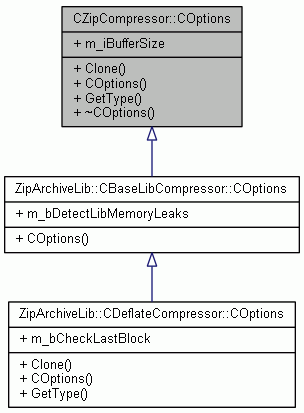 CZipCompressor::COptions
+ m_iBufferSize
+ Clone()
+ COptions()
+ GetType()
+ ~COptions()
ZipArchiveLib::CBaseLibCompressor::COptions
+ m_bDetectLibMemoryLeaks
+ COptions()
ZipArchiveLib::CDeflateCompressor::COptions
+ m_bCheckLastBlock
+ Clone()
+ COptions()
+ GetType()